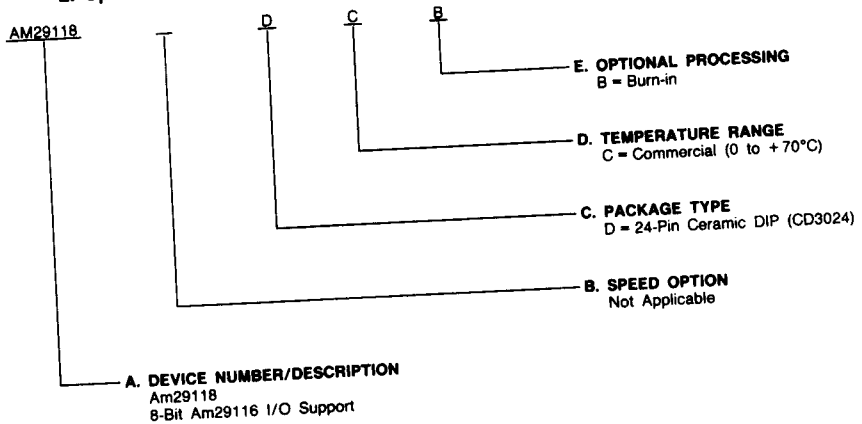 AM29118 – D C B
E. OPTIONAL PROCESSING
B = Burn-in
D. TEMPERATURE RANGE
C = Commercial (0 to +70°C)
C. PACKAGE TYPE
D = 24-Pin Ceramic DIP (CD3024)
B. SPEED OPTION
Not Applicable
A. DEVICE NUMBER/DESCRIPTION
Am29118
8-Bit Am29116 I/O Support